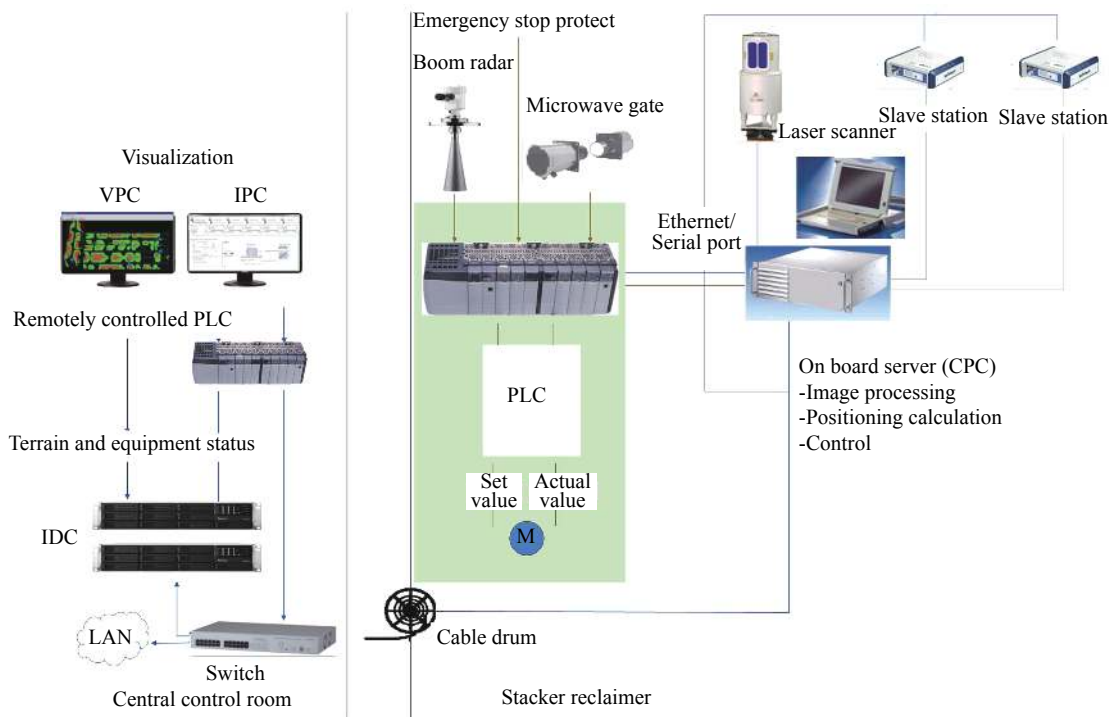 Emergency stop protect
Boom radar
Microwave gate
Laser scanner
Slave station
Slave station
Visualization
VPC
IPC
Ethernet/
Serial port
Remotely controlled PLC
PLC
On board server (CPC)
-Image processing
-Positioning calculation
-Control
Terrain and equipment status
Set
value
Actual
value
M
IDC
LAN
Switch
Cable drum
Central control room
Stacker reclaimer